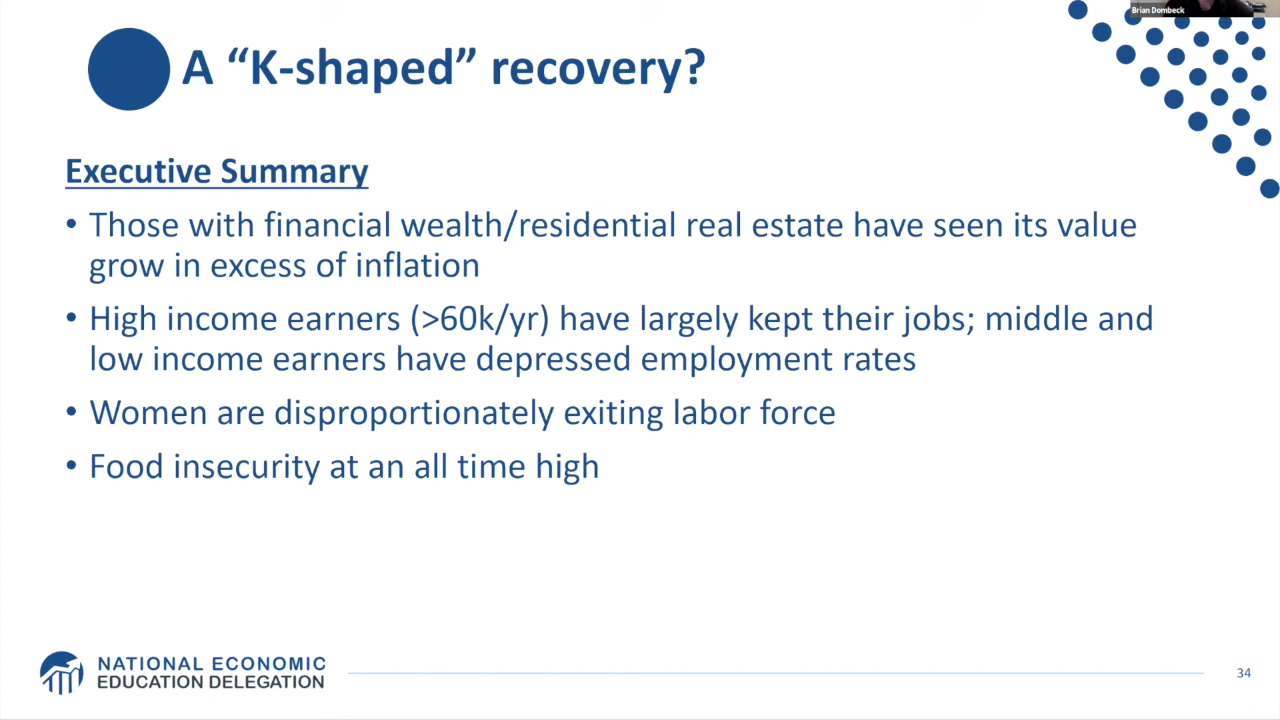 Brian Dombeck
A “K-shaped” recovery?
Executive Summary
• Those with financial wealth/residential real estate have seen its value
grow in excess of inflation
• High income earners (>60k/yr) have largely kept their jobs; middle and
low income earners have depressed employment rates
• Women are disproportionately exiting labor force
• Food insecurity at an all time high
NATIONAL ECONOMIC
EDUCATION DELEGATION
34